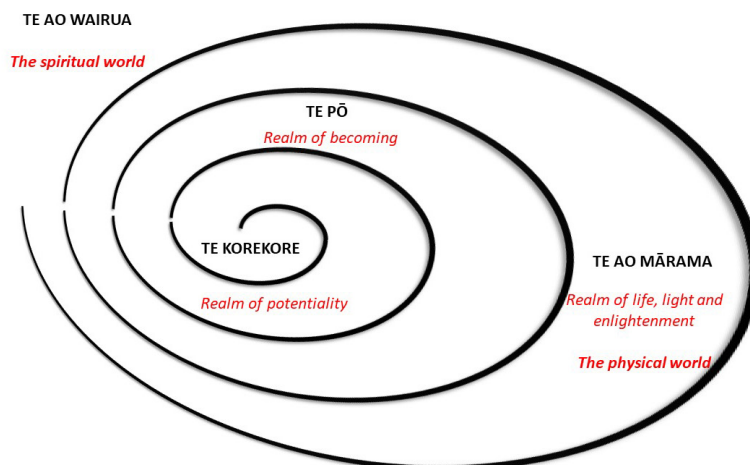 TE AO WAIRUA
The spiritual world
TE PŌ
Realm of becoming
TE KOREKORE
Realm of potentiality
TE AO MĀRAMA
Realm of life, light and
enlightenment
The physical world